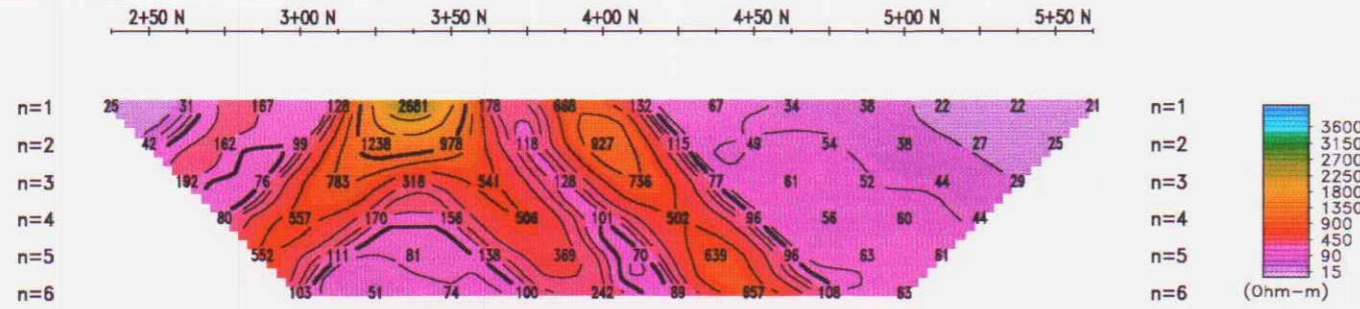 2+50 N 3+00 N 3+50 N 4+00 N 4+50 N 5+00 N 5+50 N
n=1 25 31 167 128 2681 178 666 132 67 34 38 22 22 21 n=1
n=2 42 162 99 1238 978 118 927 115 49 54 38 27 25 n=2
n=3 192 76 783 316 541 128 736 77 61 52 44 29 n=3
n=4 80 557 170 156 506 101 502 96 56 60 44 n=4
n=5 552 111 81 138 369 70 639 96 63 61 n=5
n=6 103 51 74 100 242 89 657 108 63 n=6
3600
3150
2700
2250
1800
1350
900
450
90
15
(Ohm-m)